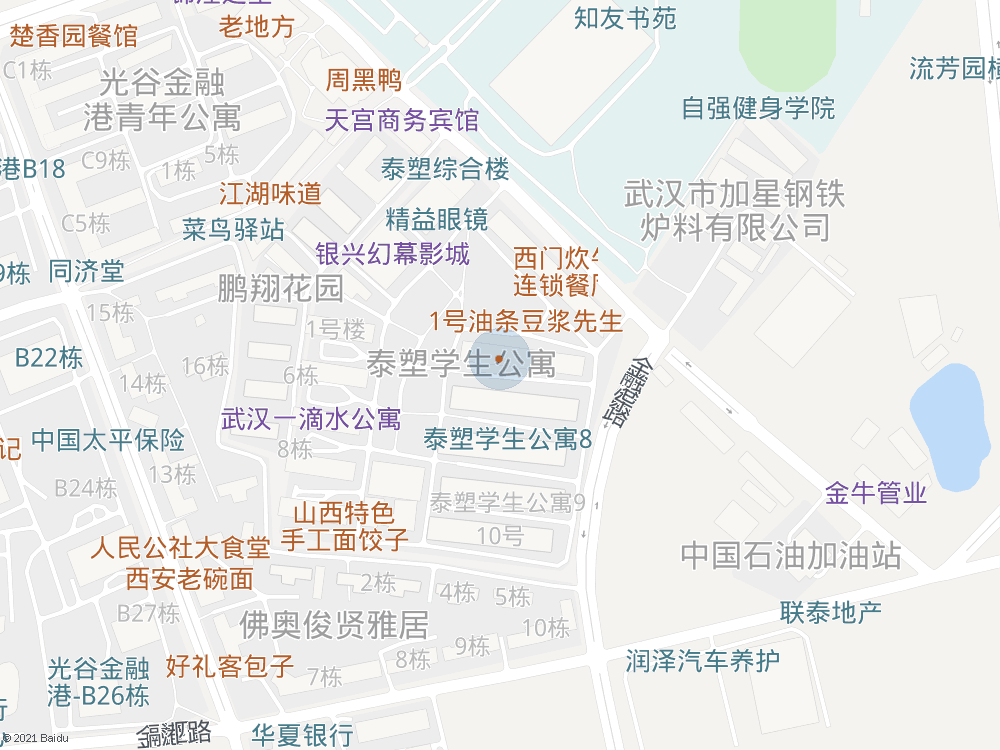 楚香园餐馆
老地方
知友书苑
C1栋
光谷金融
港青年公寓
周黑鸭
流芳园横
天宫商务宾馆
自强健身学院
C9栋
1栋
5栋
港B18
泰塑综合楼
江湖味道
武汉市加星钢铁
炉料有限公司
C5栋
菜鸟驿站
精益眼镜
银兴幻幕影城
西门炊牛
连锁餐厅
9栋
同济堂
鹏翔花园
15栋
1号楼
1号油条豆浆先生
B22栋
16栋
14栋
6栋
泰塑学生公寓
武汉一滴水公寓
金融起路
记
中国太平保险
8栋
泰塑学生公寓8
13栋
B24栋
泰塑学生公寓9
金牛管业
山西特色
手工面饺子
10号
人民公社大食堂
西安老碗面
中国石油加油站
2栋
4栋
5栋
B27栋
佛奥俊贤雅居
10栋
联泰地产
9栋
8栋
光谷金融
港-B26栋
好礼客包子
7栋
润泽汽车养护
行
华夏银行
© 2021 Baidu